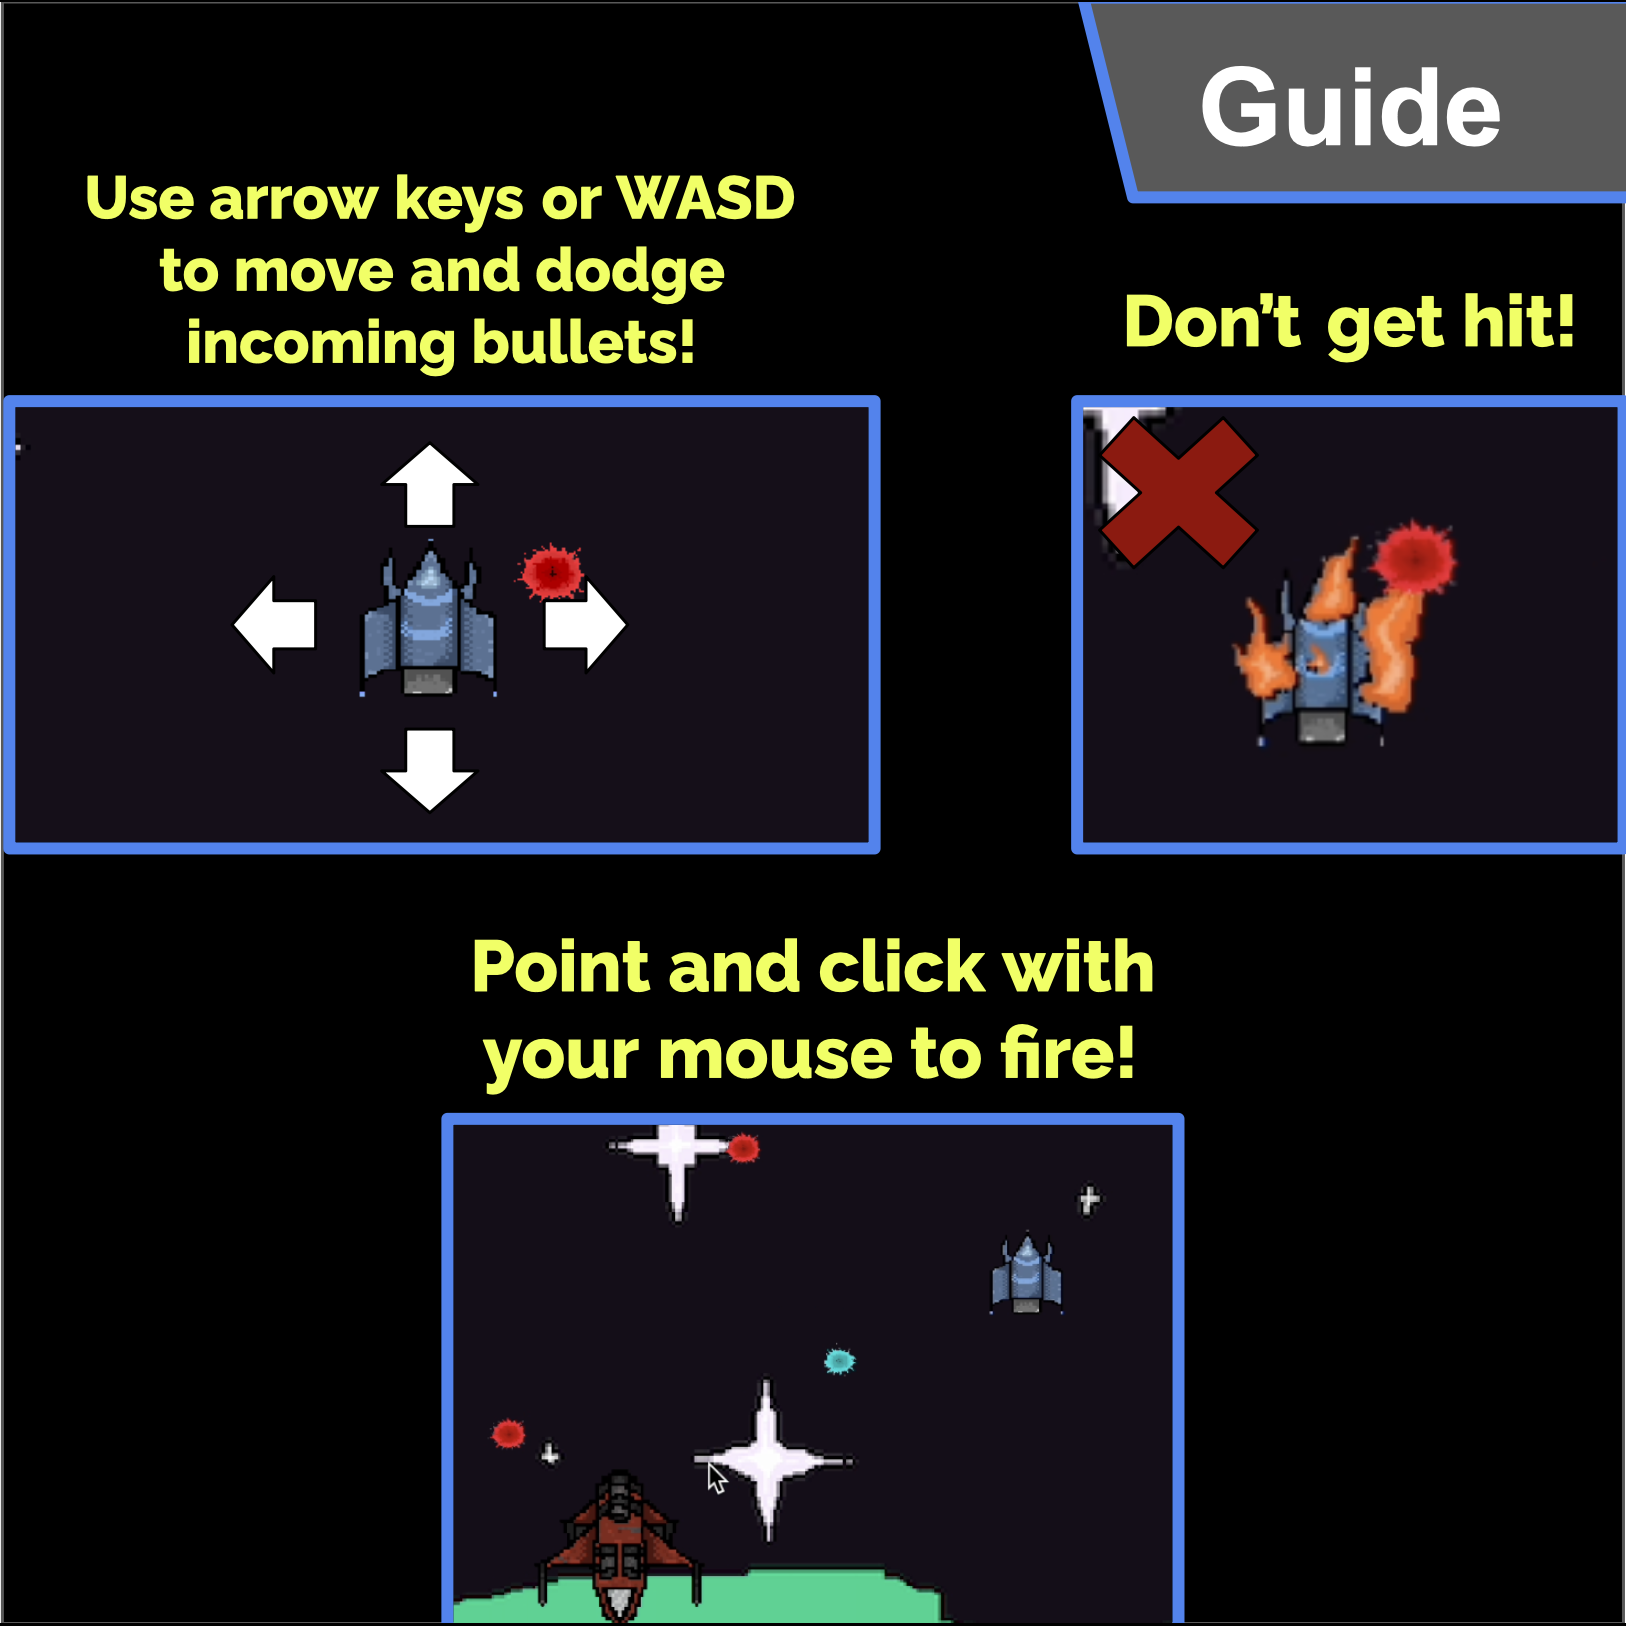 Guide
Use arrow keys or WASD
to move and dodge
incoming bullets!
Don't get hit!
Point and click with
your mouse to fire!